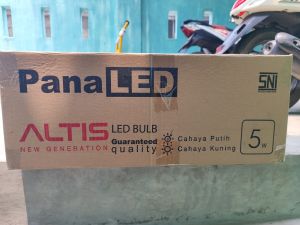 PanaLED
SNI
ALTIS
NEW GENERATION
LED BULB
Guaranteed
quality
Cahaya Putih
Cahaya Kuning
5W